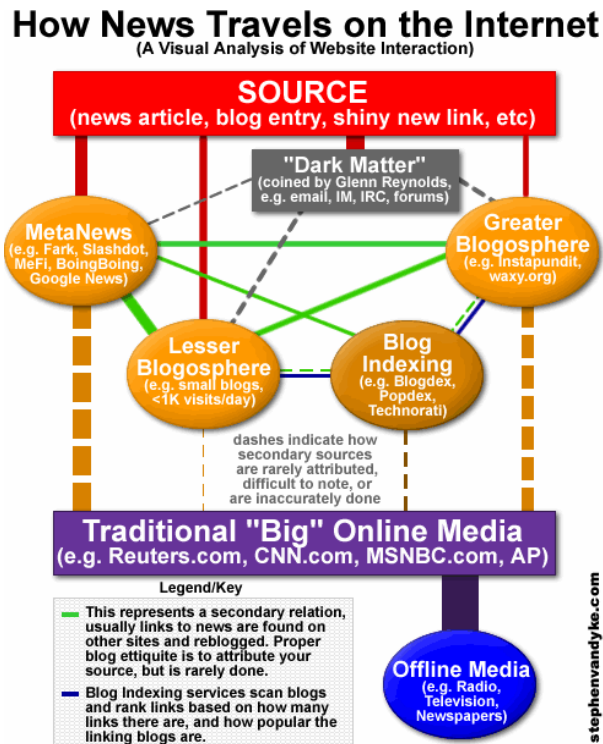 How News Travels on the Internet
(A Visual Analysis of Website Interaction)
SOURCE
(news article, blog entry, shiny new link, etc)
"Dark Matter"
(coined by Glenn Reynolds,
e.g. email, IM, IRC, forums)
MetaNews
(e.g. Fark, Slashdot,
MeFi, BoingBoing,
Google News)
Greater
Blogosphere
(e.g. Instapundit,
waxy.org)
Lesser
Blogosphere
(e.g. small blogs,
<1K visits/day)
Blog
Indexing
(e.g. Blogdex,
Popdex,
Technorati)
dashes indicate how
secondary sources
are rarely attributed,
difficult to note, or
are inaccurately done
Traditional "Big" Online Media
(e.g. Reuters.com, CNN.com, MSNBC.com, AP)
Legend/Key
This represents a secondary relation,
usually links to news are found on
other sites and reblogged. Proper
blog ettiquite is to attribute your
source, but is rarely done.
Blog Indexing services scan blogs
and rank links based on how many
links there are, and how popular the
linking blogs are.
Offline Media
(e.g. Radio,
Television,
Newspapers)
stephenvandyke.com